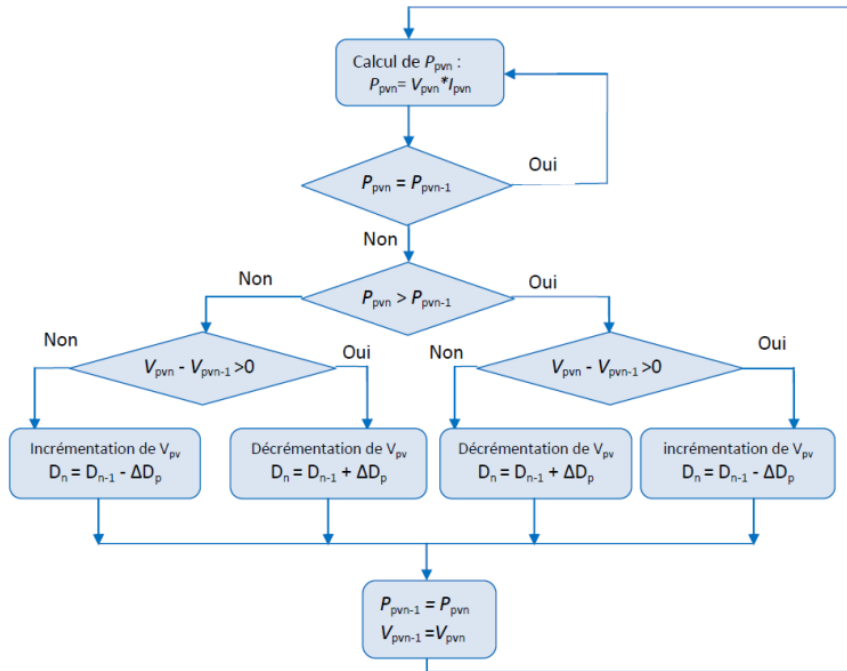 Calcul de Ppvn :
Ppvn= Vpvn*Ipvn
Ppvn = Ppvn-1
Oui
Non
Ppvn > Ppvn-1
Non
Oui
Vpvn - Vpvn-1 >0
Non
Oui
Vpvn - Vpvn-1 >0
Non
Oui
Incrémentation de Vpv
Dn = Dn-1 - ΔDp
Décrémentation de Vpv
Dn = Dn-1 + ΔDp
Décrémentation de Vpv
Dn = Dn-1 + ΔDp
incrémentation de Vpv
Dn = Dn-1 - ΔDp
Ppvn-1 = Ppvn
Vpvn-1 =Vpvn